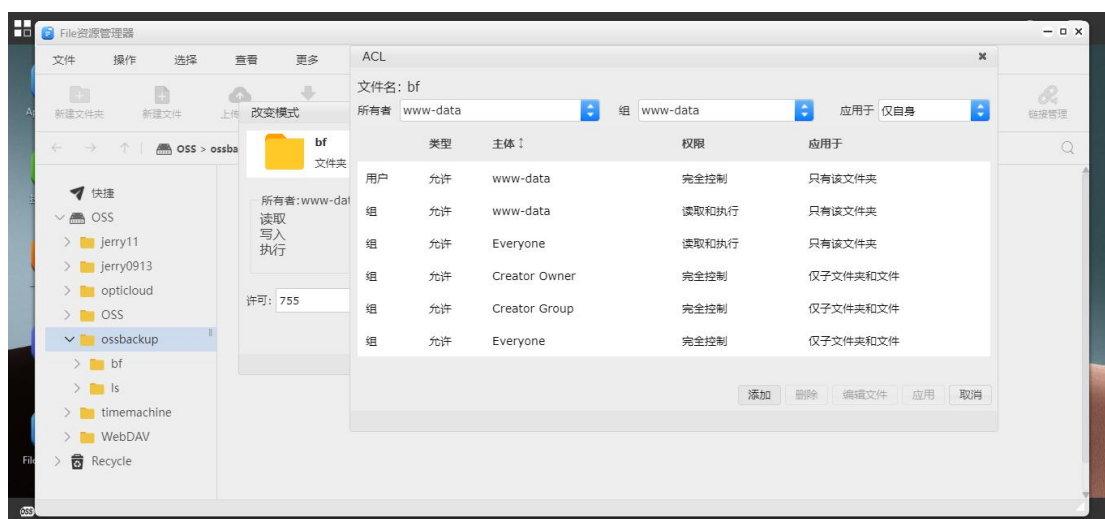 File资源管理器
文件 操作 选择 查看 更多
新建文件夹 新建文件 上传 链接管理
OSS > ossba
快捷
OSS
jerry11
jerry0913
opticloud
OSS
ossbackup
bf
ls
timemachine
WebDAV
Recycle
改变模式
bf
文件夹
所有者:www-dat
读取
写入
执行
许可: 755
ACL
文件名: bf
所有者 www-data 组 www-data 应用于 仅自身
类型 主体 权限 应用于
用户 允许 www-data 完全控制 只有该文件夹
组 允许 www-data 读取和执行 只有该文件夹
组 允许 Everyone 读取和执行 只有该文件夹
组 允许 Creator Owner 完全控制 仅子文件夹和文件
组 允许 Creator Group 完全控制 仅子文件夹和文件
组 允许 Everyone 完全控制 仅子文件夹和文件
添加 删除 编辑文件 应用 取消
File
OSS